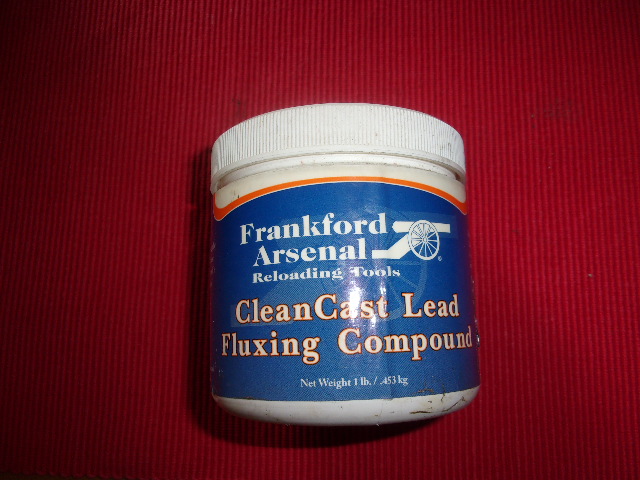 Frankford
Arsenal
®
Reloading Tools
CleanCast Lead
Fluxing Compound
Net Weight 1 lb. / .453 kg